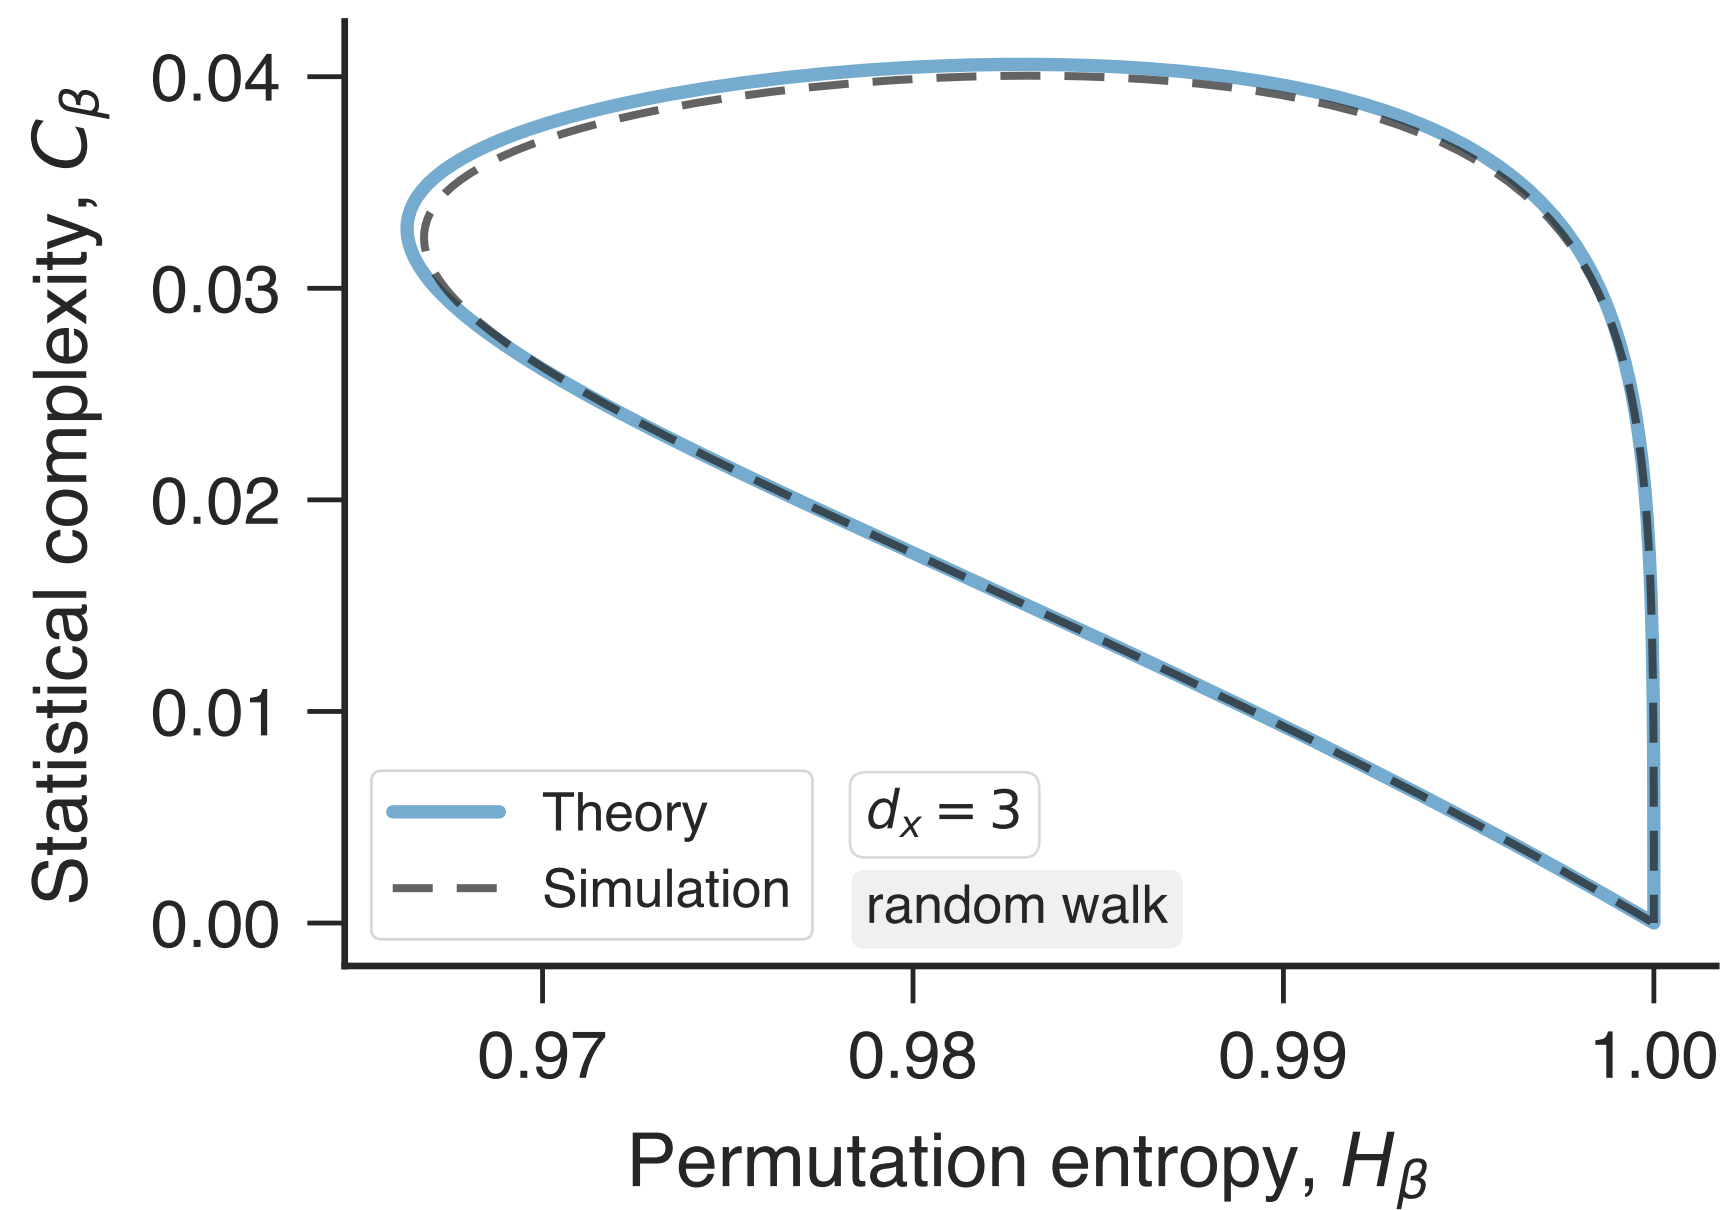 Statistical complexity, Cβ
0.04
0.03
0.02
0.01
0.00
Theory
Simulation
dx = 3
random walk
0.97
0.98
0.99
1.00
Permutation entropy, Hβ